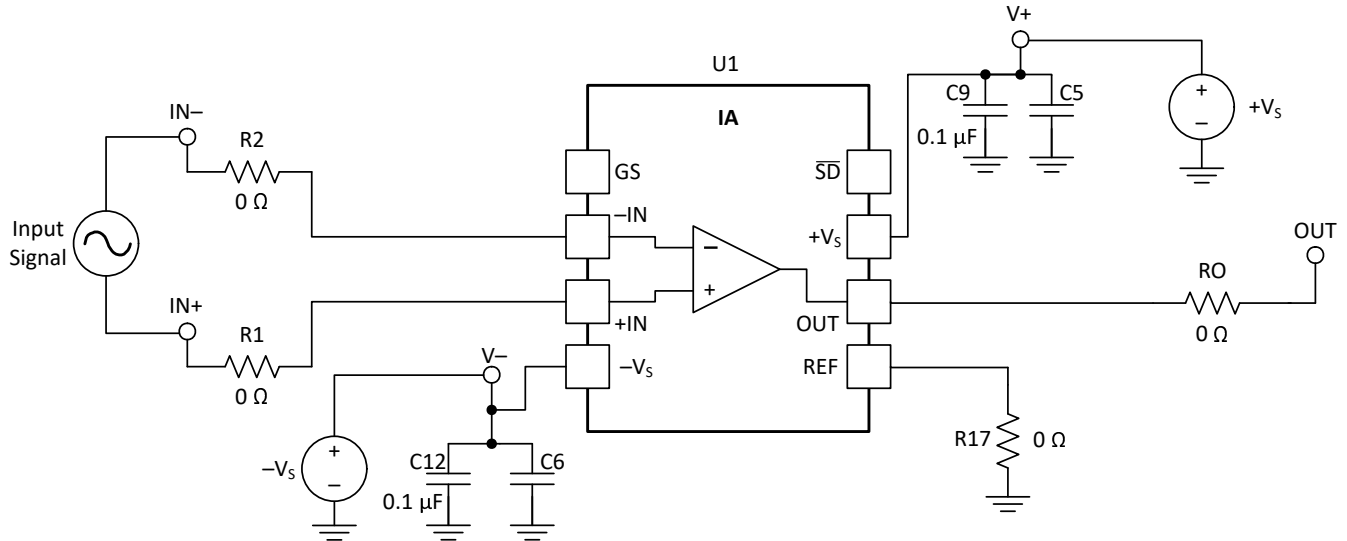 V+
U1
C9
C5
IA
+
–
+VS
0.1 µF
IN–
R2
0 Ω
GS
SD
–IN
+VS
OUT
Input
Signal
–
+
RO
0 Ω
IN+
R1
0 Ω
+IN
OUT
V–
–VS
REF
R17
0 Ω
+
–
–VS
C12
C6
0.1 µF